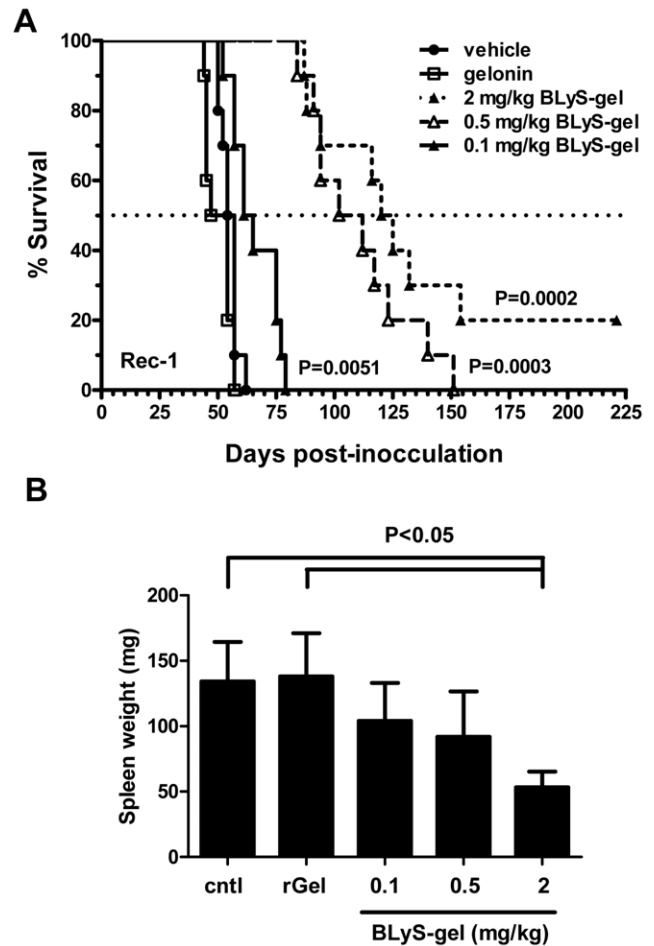 A
100
80
60
40
20
0
% Survival
vehicle
gelonin
2 mg/kg BLyS-gel
0.5 mg/kg BLyS-gel
0.1 mg/kg BLyS-gel
P=0.0002
P=0.0051
P=0.0003
Rec-1
0 25 50 75 100 125 150 175 200 225
Days post-inocculation
B
P<0.05
200
150
100
50
0
Spleen weight (mg)
cntl rGel 0.1 0.5 2
BLyS-gel (mg/kg)